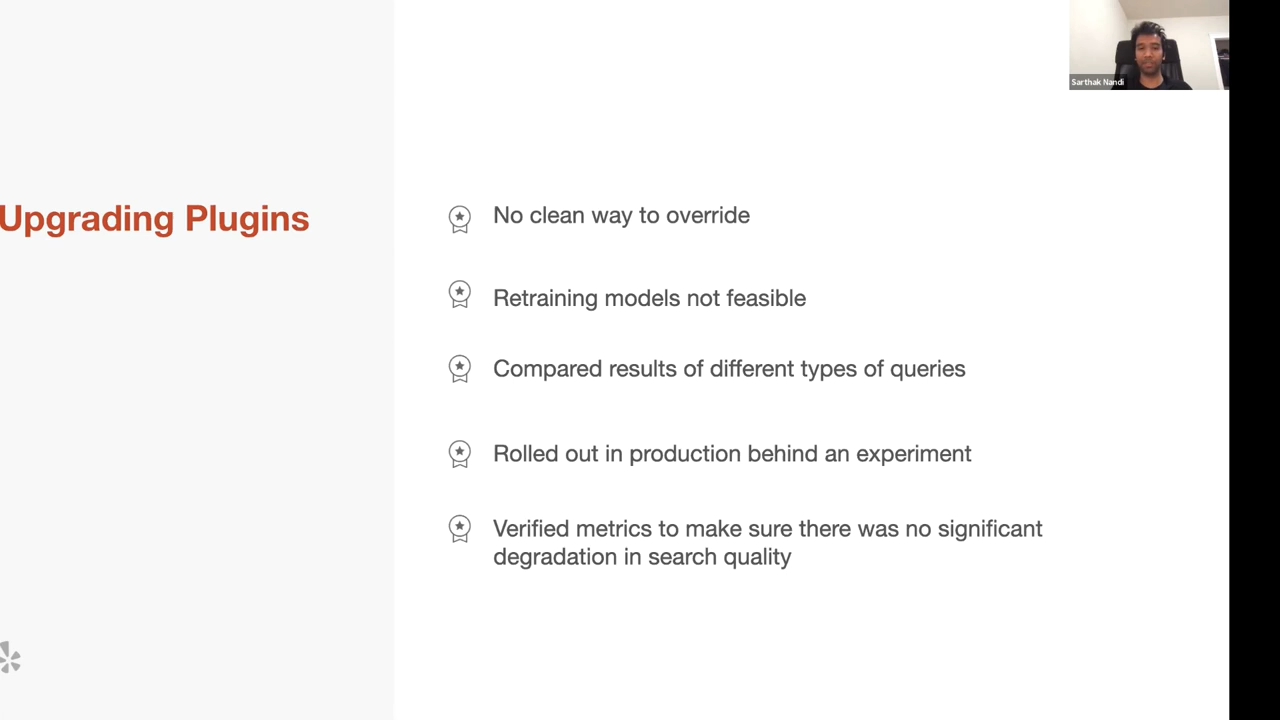 Sarthak Nandi
Upgrading Plugins
No clean way to override
Retraining models not feasible
Compared results of different types of queries
Rolled out in production behind an experiment
Verified metrics to make sure there was no significant
degradation in search quality